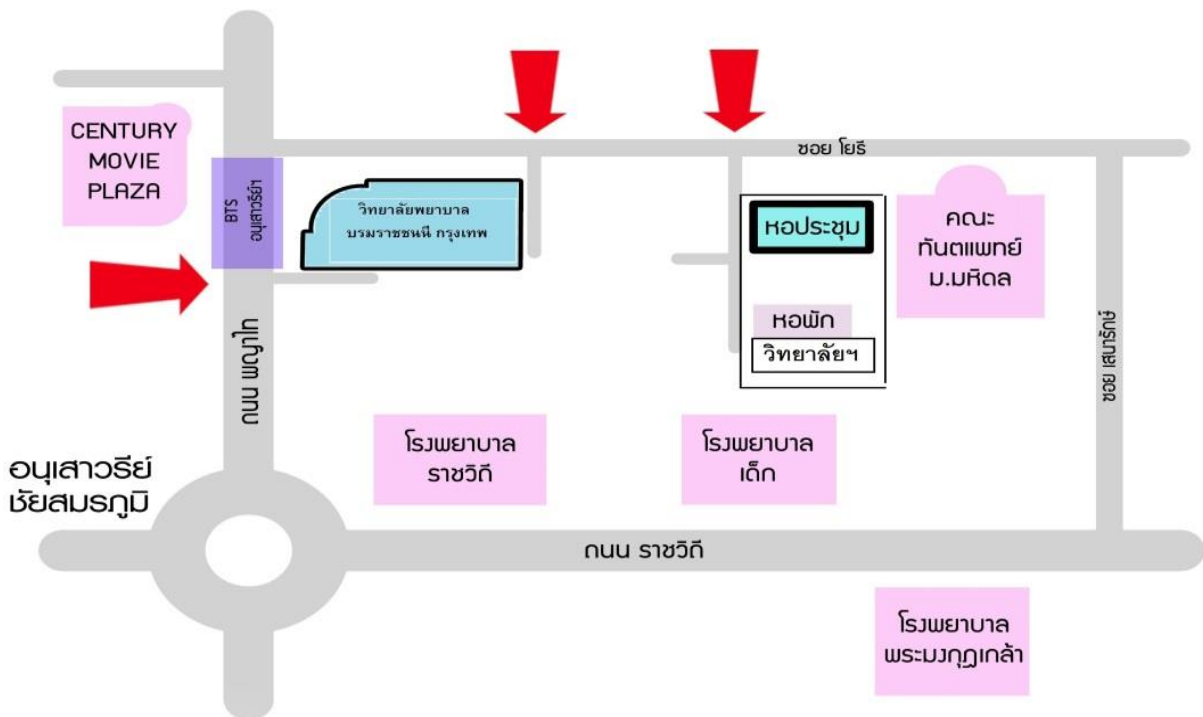 CENTURY
MOVIE
PLAZA
BTS
อนุเสาวรีย์ฯ
วิทยาลัยพยาบาล
บรมราชชนนี กรุงเทพ
ซอย โยธี
หอประชุม
หอพัก
วิทยาลัยฯ
คณะ
ทันตแพทย์
ม.มหิดล
ถนน พญาไท
ซอย เสนารักษ์
โรงพยาบาล
ราชวิถี
โรงพยาบาล
เด็ก
อนุเสาวรีย์
ชัยสมรภูมิ
ถนน ราชวิถี
โรงพยาบาล
พระมงกุฎเกล้า